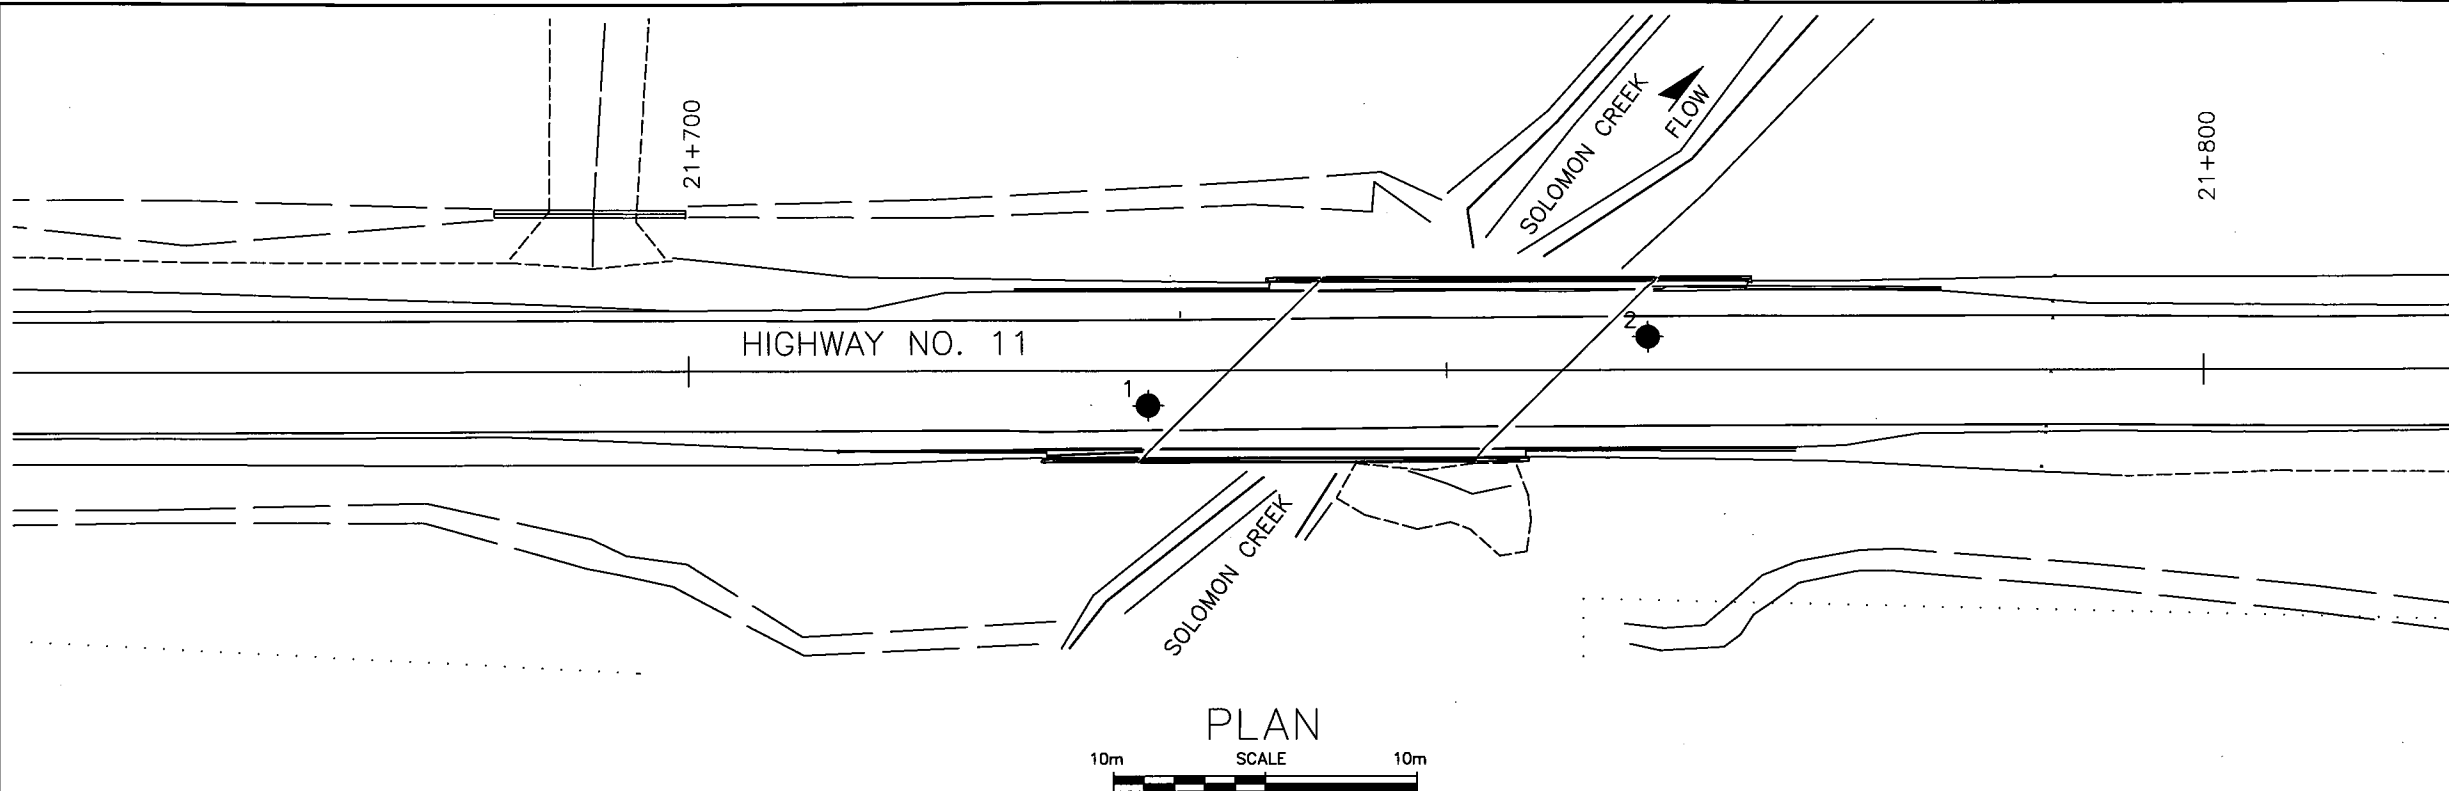 21+700
SOLOMON CREEK
FLOW
21+800
HIGHWAY NO. 11
2
1
SOLOMON CREEK
PLAN
10m SCALE 10m